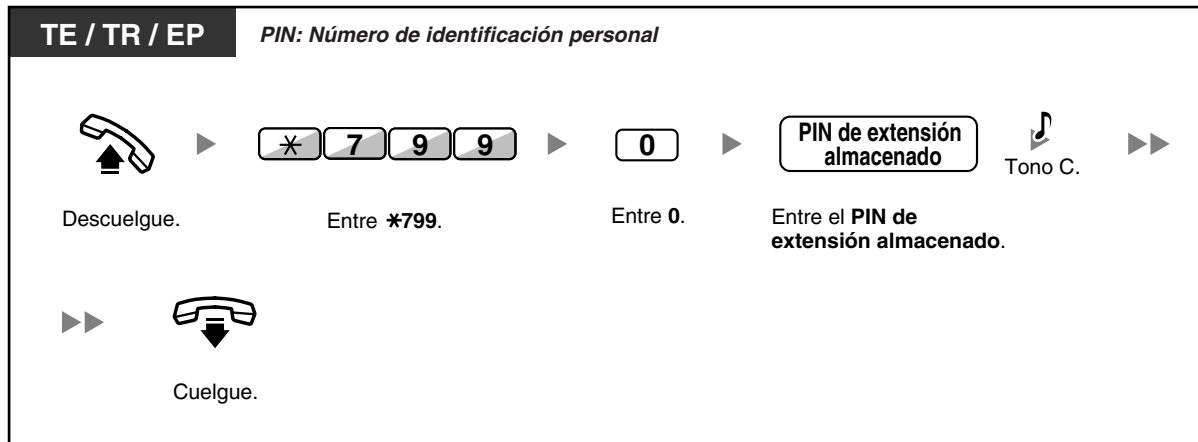 TE / TR / EP
PIN: Número de identificación personal
* 7 9 9
0
PIN de extensión
almacenado
Tono C.
Descuelgue.
Entre *799.
Entre 0.
Entre el PIN de
extensión almacenado.
Cuelgue.